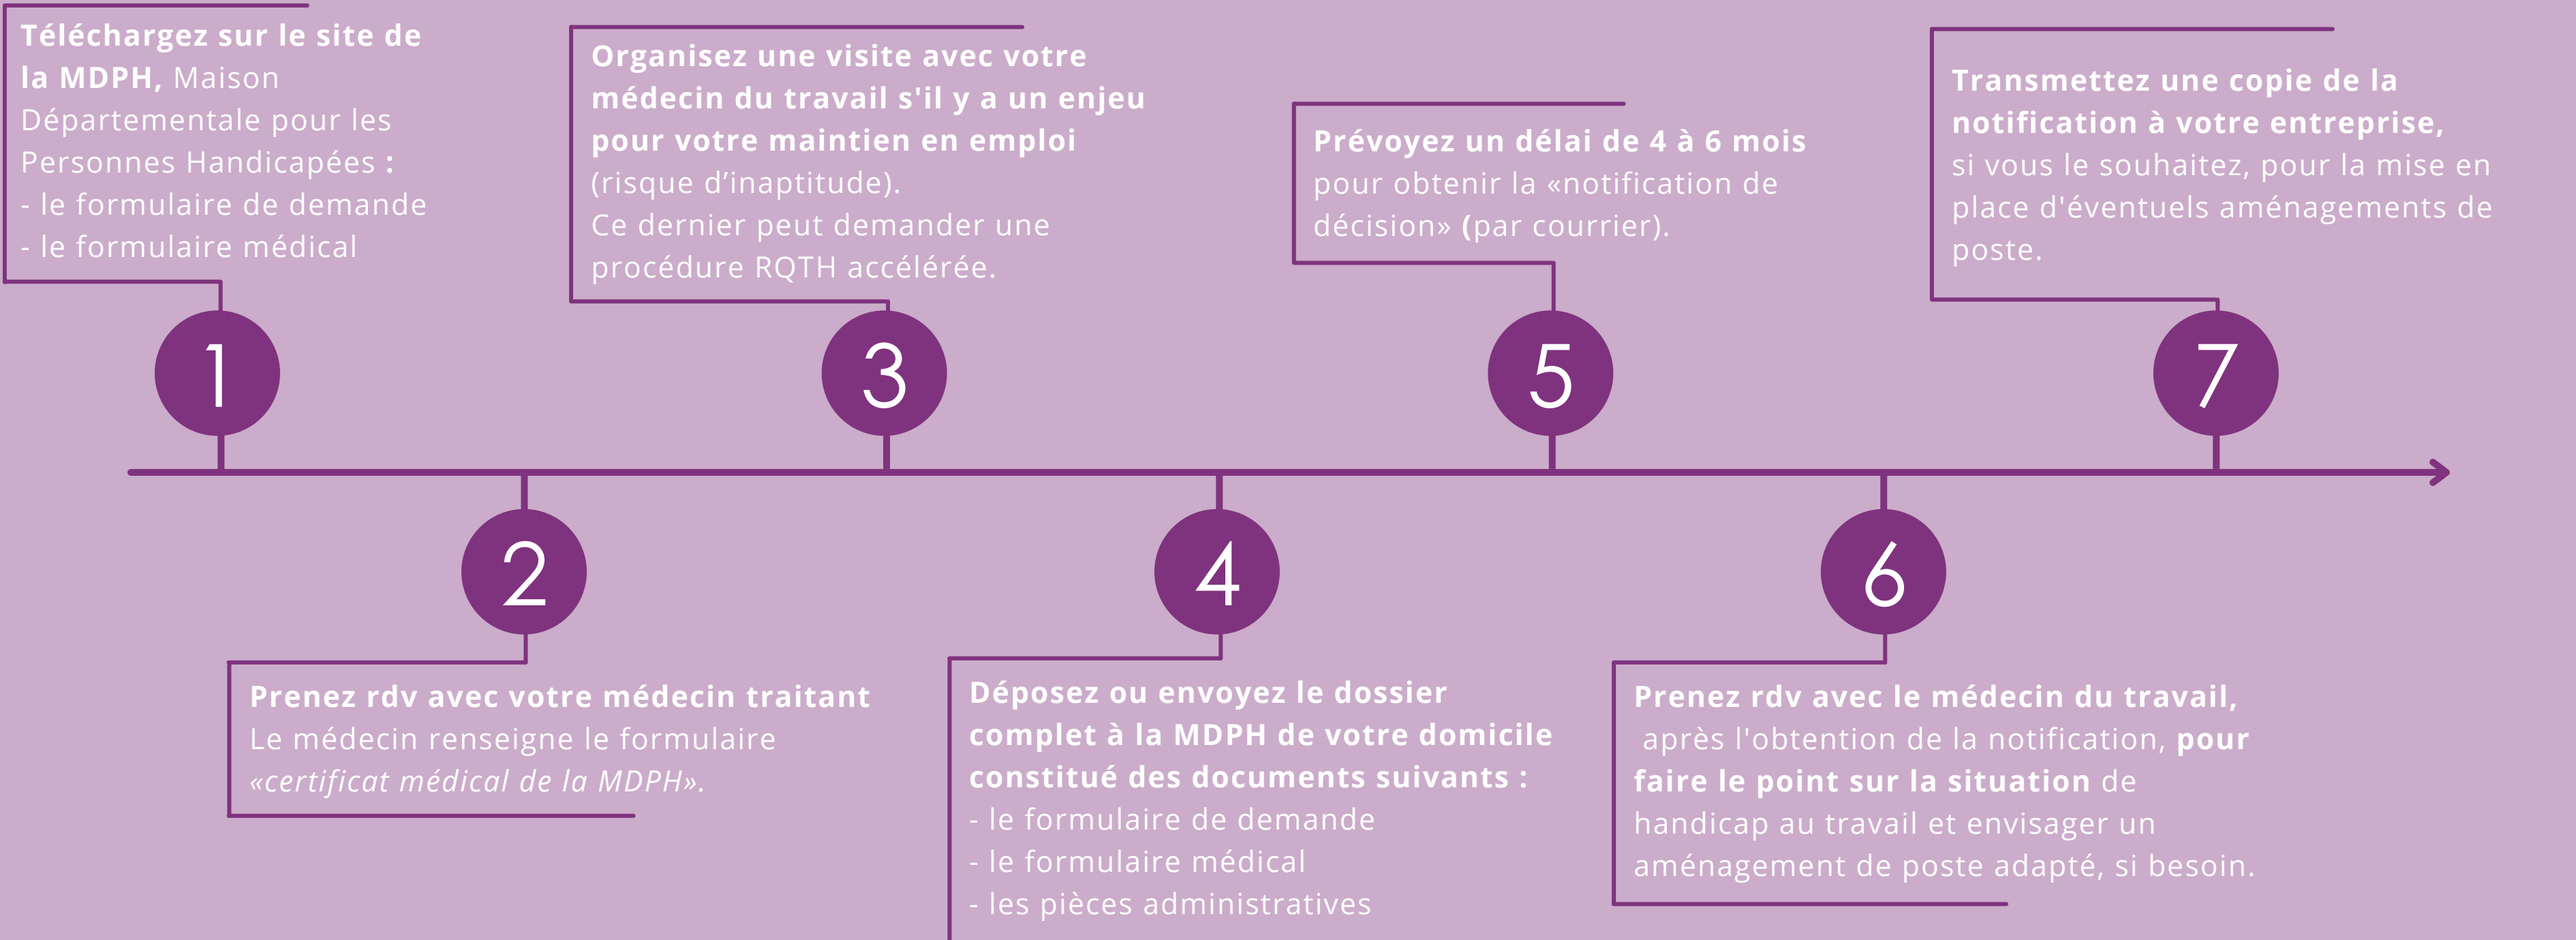 Téléchargez sur le site de
la MDPH, Maison
Départementale pour les
Personnes Handicapées :
- le formulaire de demande
- le formulaire médical
1
Prenez rdv avec votre médecin traitant
Le médecin renseigne le formulaire
«certificat médical de la MDPH».
2
Organisez une visite avec votre
médecin du travail s'il y a un enjeu
pour votre maintien en emploi
(risque d’inaptitude).
Ce dernier peut demander une
procédure RQTH accélérée.
3
Déposez ou envoyez le dossier
complet à la MDPH de votre domicile
constitué des documents suivants :
- le formulaire de demande
- le formulaire médical
- les pièces administratives
4
Prévoyez un délai de 4 à 6 mois
pour obtenir la «notification de
décision» (par courrier).
5
Prenez rdv avec le médecin du travail,
après l'obtention de la notification, pour
faire le point sur la situation de
handicap au travail et envisager un
aménagement de poste adapté, si besoin.
6
Transmettez une copie de la
notification à votre entreprise,
si vous le souhaitez, pour la mise en
place d'éventuels aménagements de
poste.
7